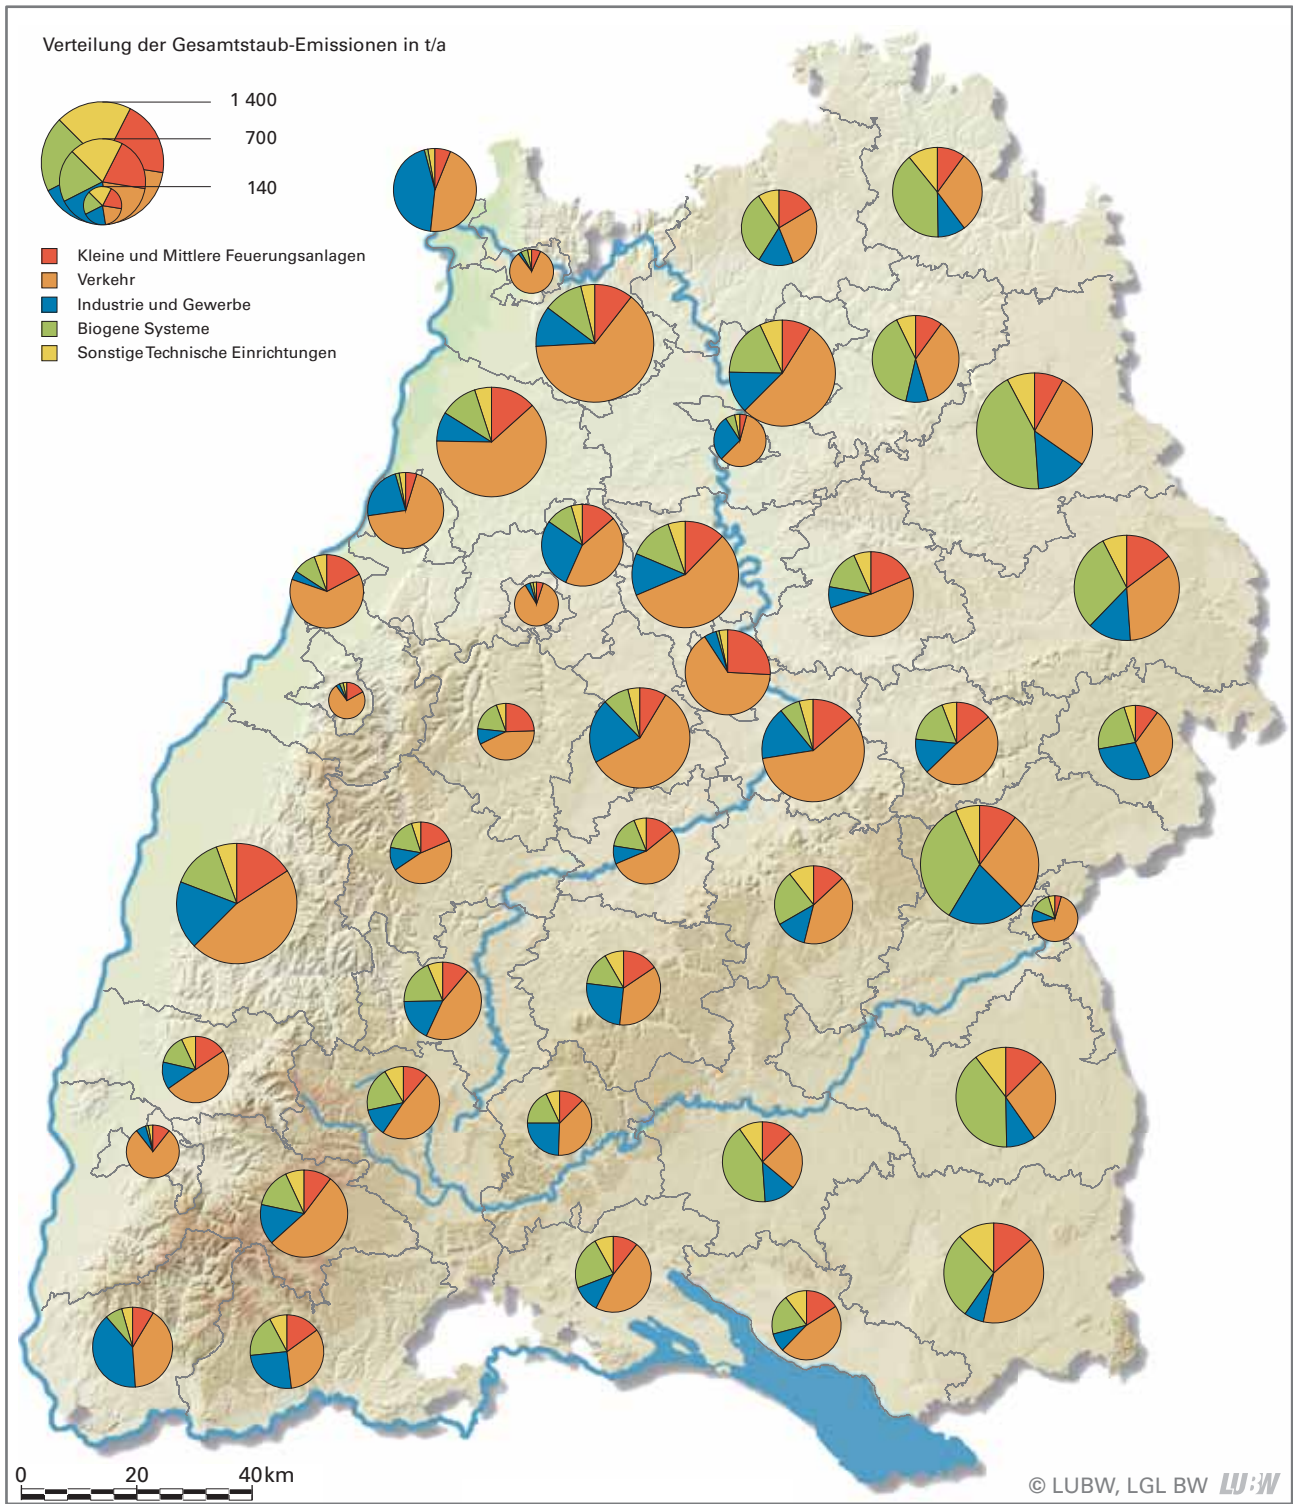 Verteilung der Gesamtstaub-Emissionen in t/a
1 400
700
140
Kleine und Mittlere Feuerungsanlagen
Verkehr
Industrie und Gewerbe
Biogene Systeme
Sonstige Technische Einrichtungen
0 20 40 km
© LUBW, LGL BW LUBW